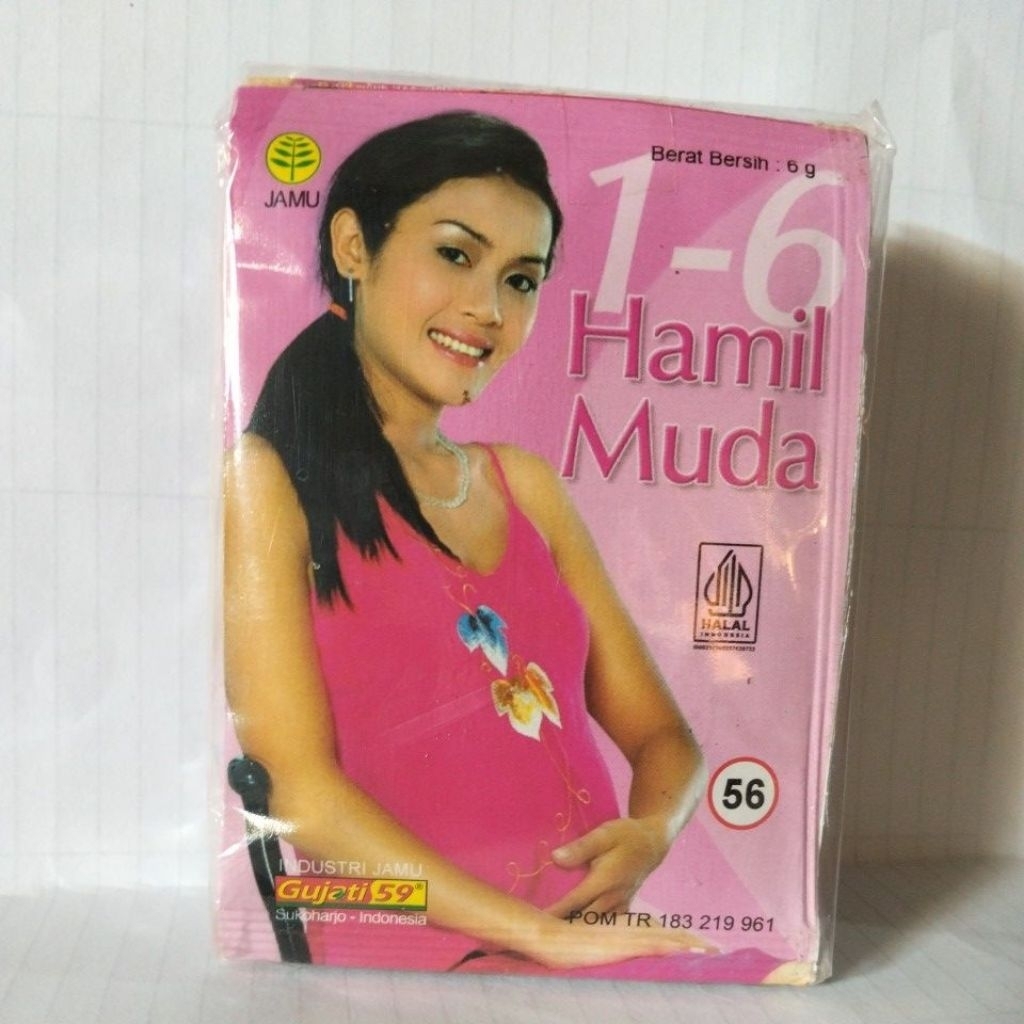 JAMU
Berat Bersih : 6 g
1-6
Hamil
Muda
HALAL
INDONESIA
56
INDUSTRI JAMU
Gujati 59®
Sukoharjo - Indonesia
POM TR 183 219 961